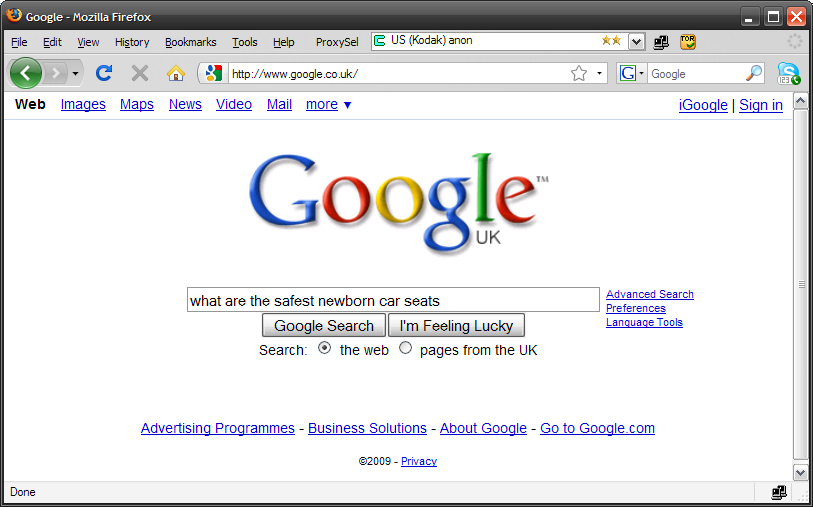 Google - Mozilla Firefox
File Edit View History Bookmarks Tools Help ProxySel US (Kodak) anon TOR
http://www.google.co.uk/ G Google 123
Web Images Maps News Video Mail more ▼ iGoogle | Sign in
Google™
UK
what are the safest newborn car seats Advanced Search
Preferences
Google Search I'm Feeling Lucky Language Tools
Search: the web pages from the UK
Advertising Programmes - Business Solutions - About Google - Go to Google.com
©2009 - Privacy
Done